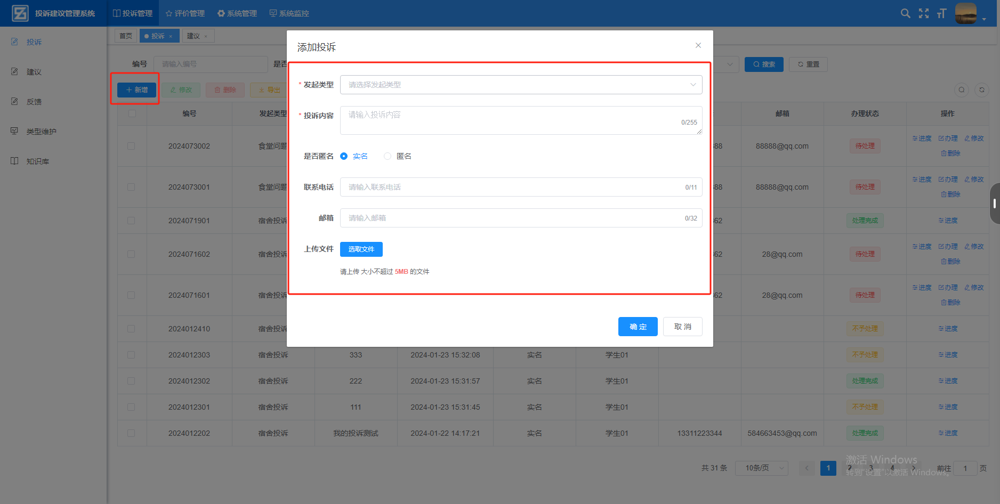 投诉建议管理系统 投诉管理 评价管理 系统管理 系统监控
首页 投诉 × 建议 ×
投诉
建议
反馈
类型维护
知识库
编号 请输入编号 是否
搜索 重置
+ 新增 修改 删除 导出
添加投诉
* 发起类型 请选择发起类型
* 投诉内容 请输入投诉内容
0/255
是否匿名 实名 匿名
联系电话 请输入联系电话 0/11
邮箱 请输入邮箱 0/32
上传文件 选取文件
请上传 大小不超过 5MB 的文件
确 定 取 消
编号 发起类型 邮箱 办理状态 操作
2024073002 食堂问题 88 88888@qq.com 待处理 进度 办理 修改
删除
2024073001 食堂问题 88 88888@qq.com 待处理 进度 办理 修改
删除
2024071901 宿舍投诉 62 处理完成 进度
2024071602 宿舍投诉 62 28@qq.com 待处理 进度 办理 修改
删除
2024071601 宿舍投诉 62 28@qq.com 待处理 进度 办理 修改
删除
2024012410 宿舍投诉 不予处理 进度
2024012303 宿舍投诉 333 2024-01-23 15:32:08 实名 学生01 不予处理 进度
2024012302 宿舍投诉 222 2024-01-23 15:31:57 实名 学生01 处理完成 进度
2024012301 宿舍投诉 111 2024-01-23 15:31:45 实名 学生01 不予处理 进度
2024012202 宿舍投诉 我的投诉测试 2024-01-22 14:17:21 实名 学生01 13311223344 584663453@qq.com 处理完成 进度
共 31 条 10条/页 1 2 3 4 前往 1 页
激活 Windows
转到"设置"以激活 Windows。